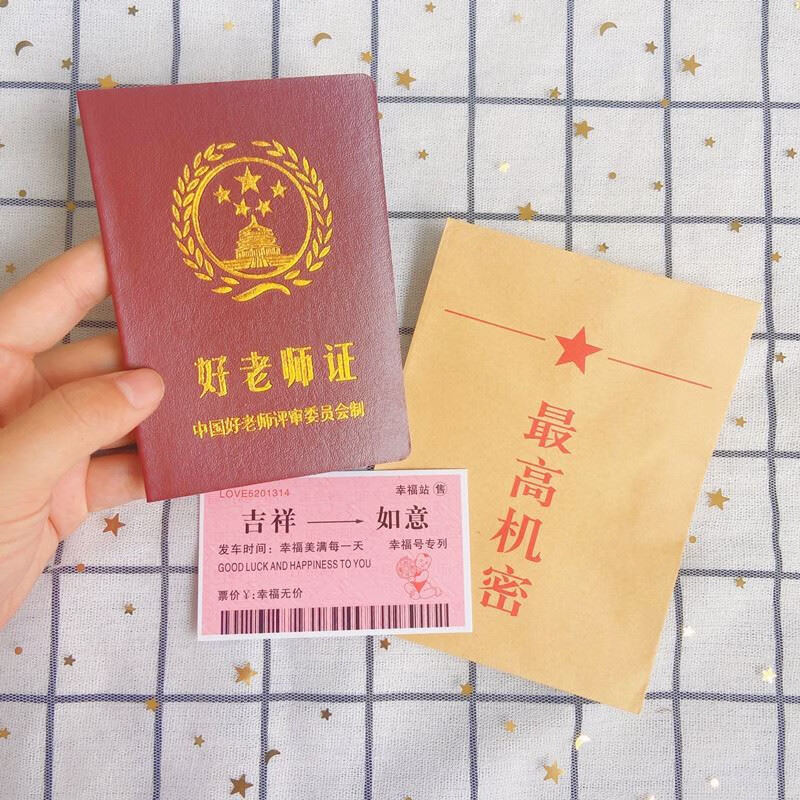 好老师证
中国好老师评审委员会制
LOVE5201314
幸福站 售
吉祥 → 如意
发车时间：幸福美满每一天 幸福号专列
GOOD LUCK AND HAPPINESS TO YOU
票价￥:幸福无价
最高机密